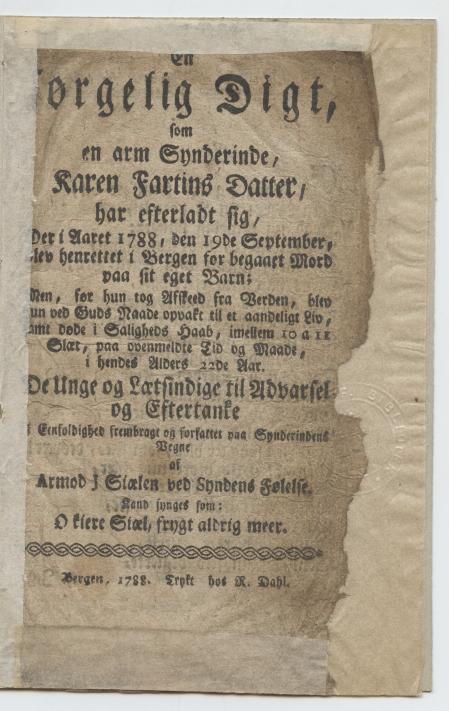 En
sørgelig Digt,
som
en arm Synderinde,
Karen Fartins Datter,
har efterladt sig,
Der i Aaret 1788, den 19de September,
blev henrettet i Bergen for begaaet Mord
paa sit eget Barn;
Men, før hun tog Afskeed fra Verden, blev
hun ved Guds Naade opvakt til et aandeligt Liv,
samt døde i Saligheds Haab, imellem 10 a 11
Slæt, paa ovenmeldte Tid og Maade,
i hendes Alders 22de Aar.
De Unge og Lætsindige til Advarsel
og Eftertanke
i Eenfoldighed frembragt og forfattet paa Synderindens
Vegne
af
Armod J Siælen ved Syndens Følelse.
Kand synges som:
O kiere Siæl, frygt aldrig meer.
Bergen, 1788. Trykt hos R. Dahl.